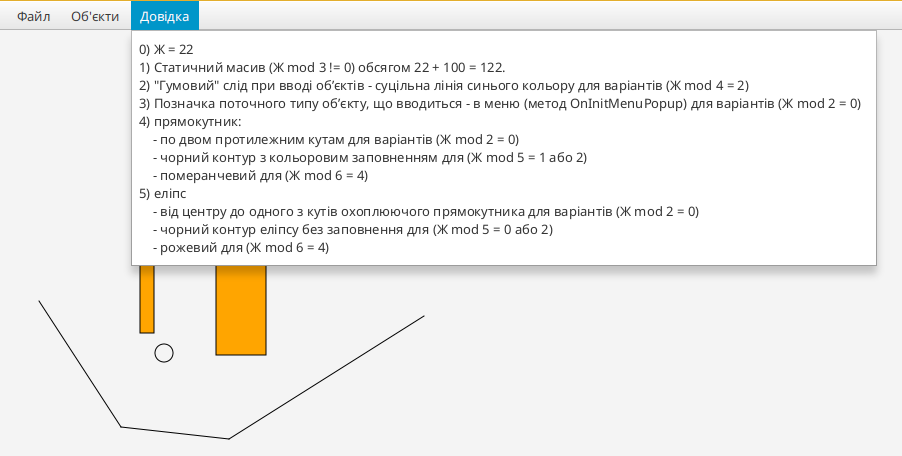 Файл Об'єкти Довідка
0) Ж = 22
1) Статичний масив (Ж mod 3 != 0) обсягом 22 + 100 = 122.
2) "Гумовий" слід при вводі об’єктів - суцільна лінія синього кольору для варіантів (Ж mod 4 = 2)
3) Позначка поточного типу об’єкту, що вводиться - в меню (метод OnInitMenuPopup) для варіантів (Ж mod 2 = 0)
4) прямокутник:
- по двом протилежним кутам для варіантів (Ж mod 2 = 0)
- чорний контур з кольоровим заповненням для (Ж mod 5 = 1 або 2)
- померанчевий для (Ж mod 6 = 4)
5) еліпс
- від центру до одного з кутів охоплюючого прямокутника для варіантів (Ж mod 2 = 0)
- чорний контур еліпсу без заповнення для (Ж mod 5 = 0 або 2)
- рожевий для (Ж mod 6 = 4)